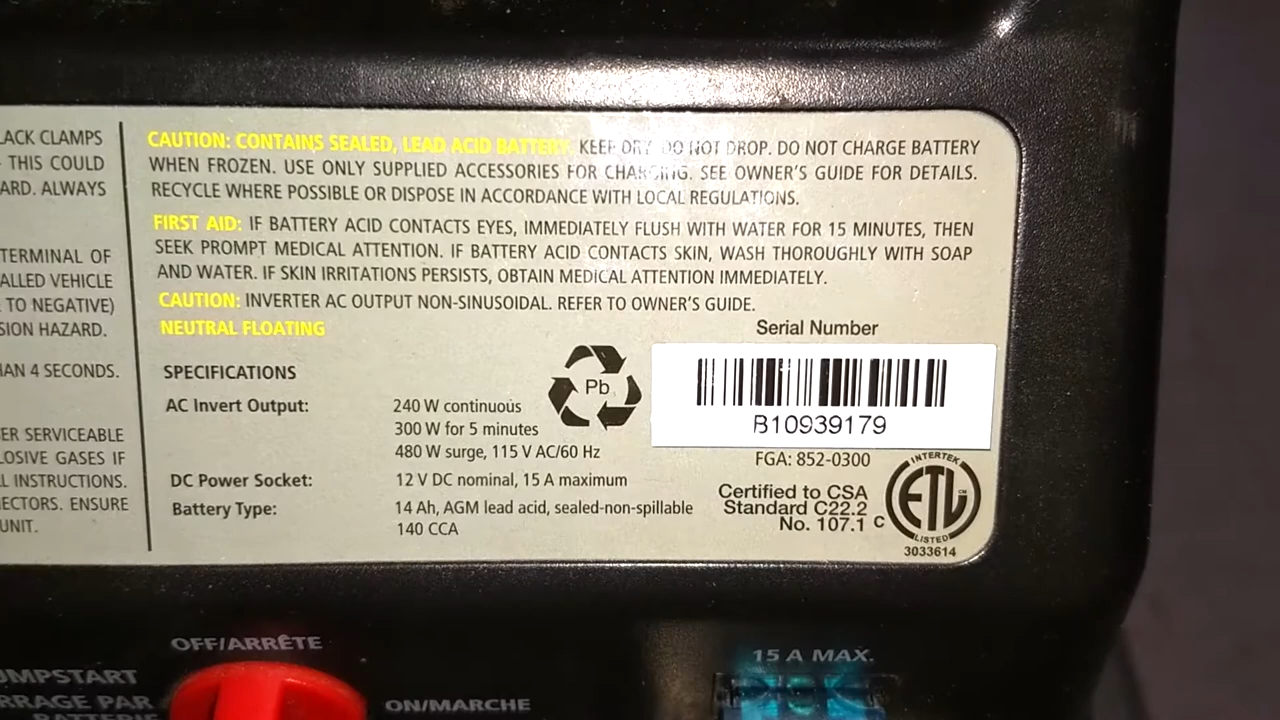 LACK CLAMPS
THIS COULD
ARD. ALWAYS
TERMINAL OF
ALLED VEHICLE
TO NEGATIVE)
SION HAZARD.
HAN 4 SECONDS.
ER SERVICEABLE
LOSIVE GASES IF
L INSTRUCTIONS.
ECTORS. ENSURE
UNIT.
CAUTION: CONTAINS SEALED, LEAD ACID BATTERY. KEEP DRY. DO NOT DROP. DO NOT CHARGE BATTERY
WHEN FROZEN. USE ONLY SUPPLIED ACCESSORIES FOR CHARGING. SEE OWNER'S GUIDE FOR DETAILS.
RECYCLE WHERE POSSIBLE OR DISPOSE IN ACCORDANCE WITH LOCAL REGULATIONS.
FIRST AID: IF BATTERY ACID CONTACTS EYES, IMMEDIATELY FLUSH WITH WATER FOR 15 MINUTES, THEN
SEEK PROMPT MEDICAL ATTENTION. IF BATTERY ACID CONTACTS SKIN, WASH THOROUGHLY WITH SOAP
AND WATER. IF SKIN IRRITATIONS PERSISTS, OBTAIN MEDICAL ATTENTION IMMEDIATELY.
CAUTION: INVERTER AC OUTPUT NON-SINUSOIDAL. REFER TO OWNER'S GUIDE.
NEUTRAL FLOATING
SPECIFICATIONS
AC Invert Output: 240 W continuous
300 W for 5 minutes
480 W surge, 115 V AC/60 Hz
DC Power Socket: 12 V DC nominal, 15 A maximum
Battery Type: 14 Ah, AGM lead acid, sealed-non-spillable
140 CCA
Pb
Serial Number
B10939179
FGA: 852-0300
Certified to CSA
Standard C22.2
No. 107.1
C
INTERTEK
ETL
CM
LISTED
3033614
OFF/ARRÊTE
UMPSTART
RRAGE PAR
BATTERIE
ON/MARCHE
15 A MAX.